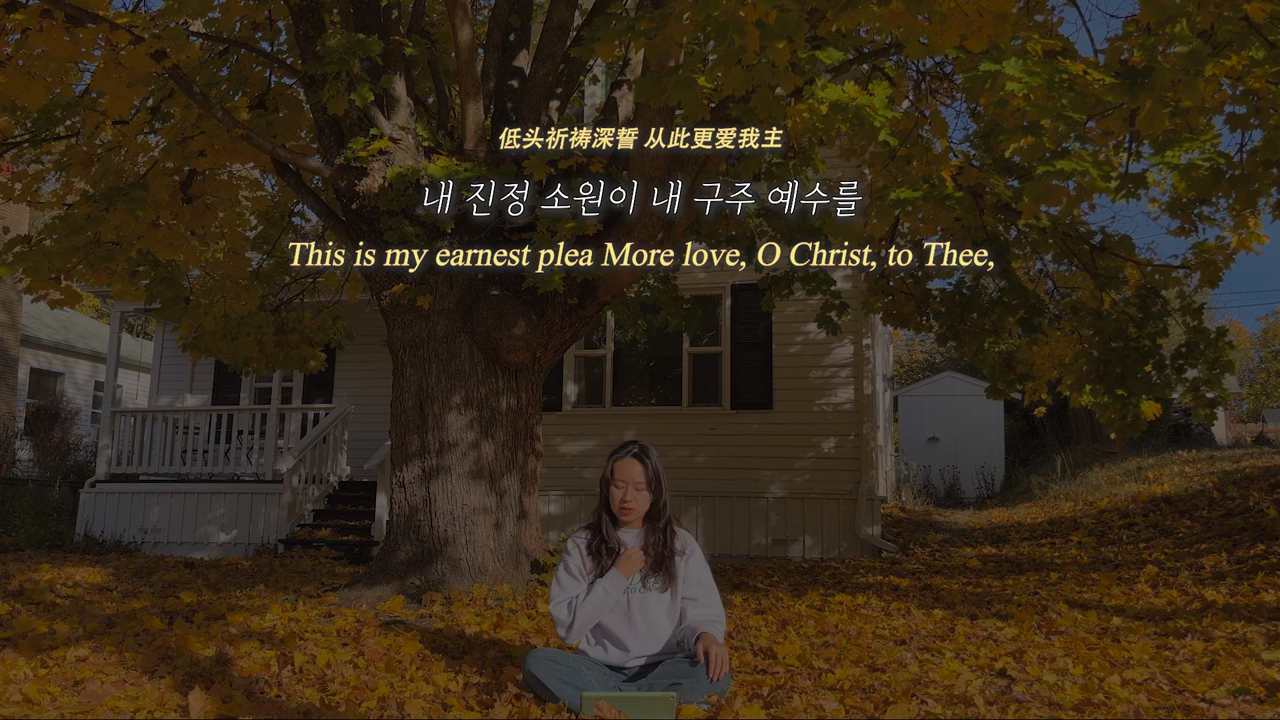 低头祈祷深誓 从此更爱我主
내 진정 소원이 내 구주 예수를
This is my earnest plea More love, O Christ, to Thee,